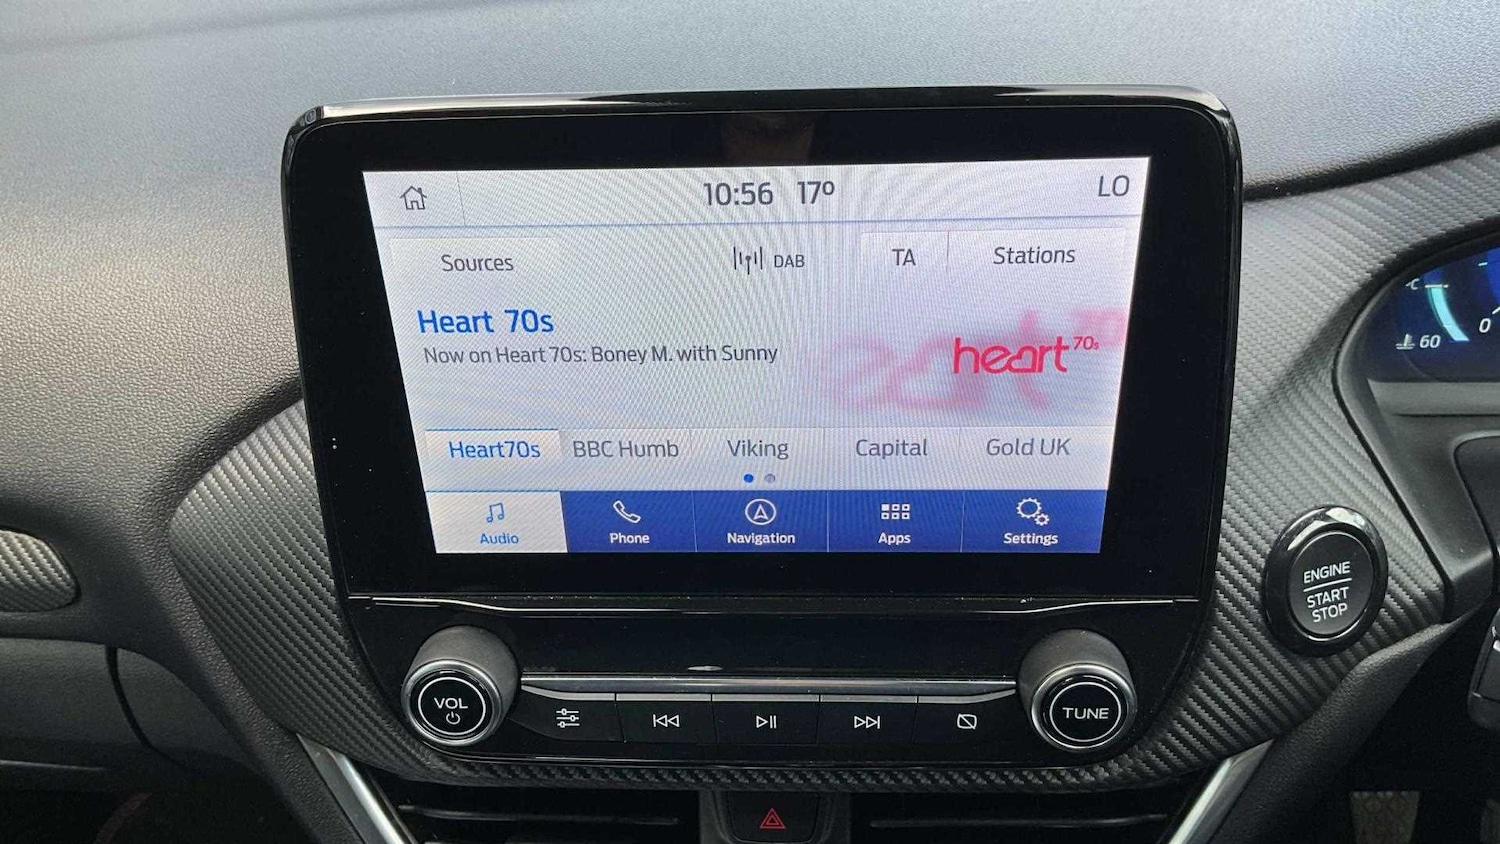 10:56 17° LO
Sources DAB TA Stations
Heart 70s
Now on Heart 70s: Boney M. with Sunny
heart 70s
Heart70s BBC Humb Viking Capital Gold UK
Audio Phone Navigation Apps Settings
°C
60
0
ENGINE
START
STOP
VOL
TUNE